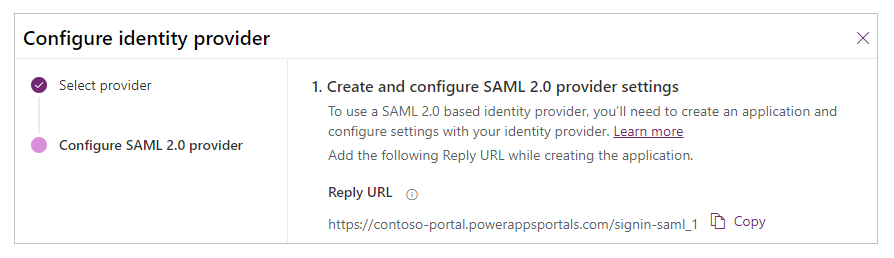 Configure identity provider
Select provider
Configure SAML 2.0 provider
1. Create and configure SAML 2.0 provider settings
To use a SAML 2.0 based identity provider, you'll need to create an application and
configure settings with your identity provider. Learn more
Add the following Reply URL while creating the application.
Reply URL
https://contoso-portal.powerappsportals.com/signin-saml_1 Copy